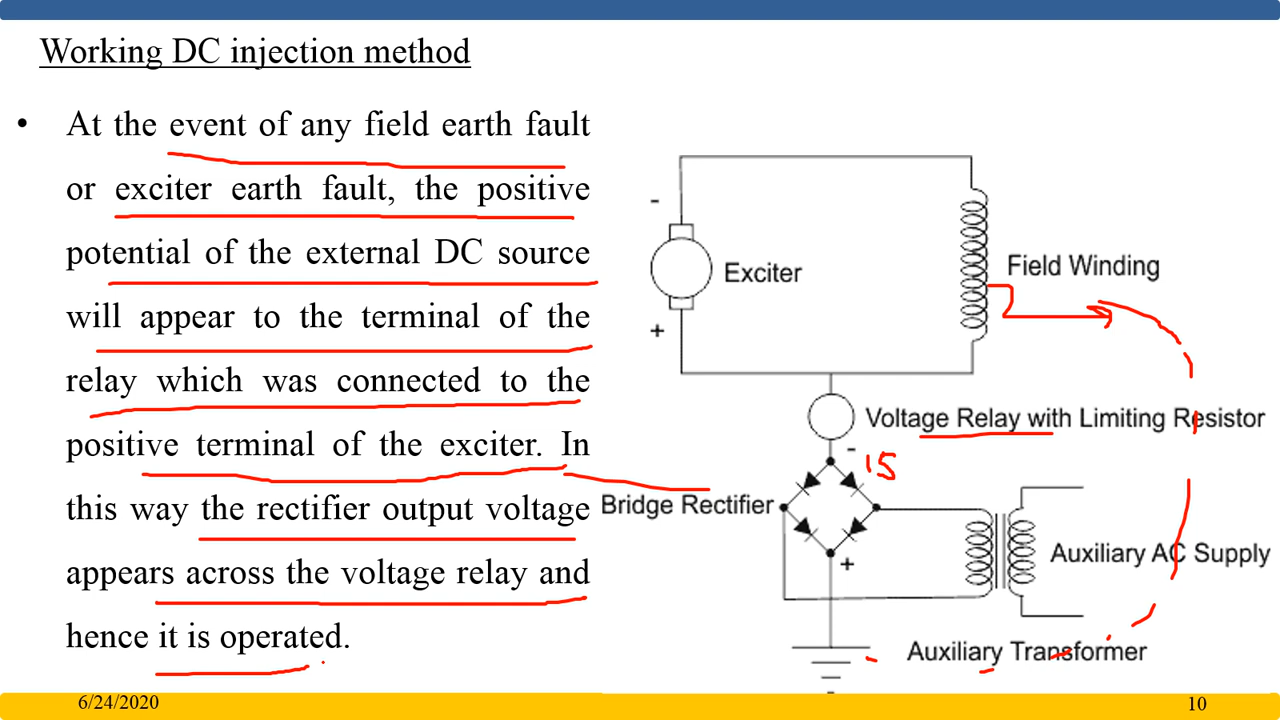 Working DC injection method
• At the event of any field earth fault
or exciter earth fault, the positive
potential of the external DC source
will appear to the terminal of the
relay which was connected to the
positive terminal of the exciter. In
this way the rectifier output voltage
appears across the voltage relay and
hence it is operated.
-
Exciter
+
Field Winding
Voltage Relay with Limiting Resistor
-
15
Bridge Rectifier
+
Auxiliary AC Supply
Auxiliary Transformer
6/24/2020
10